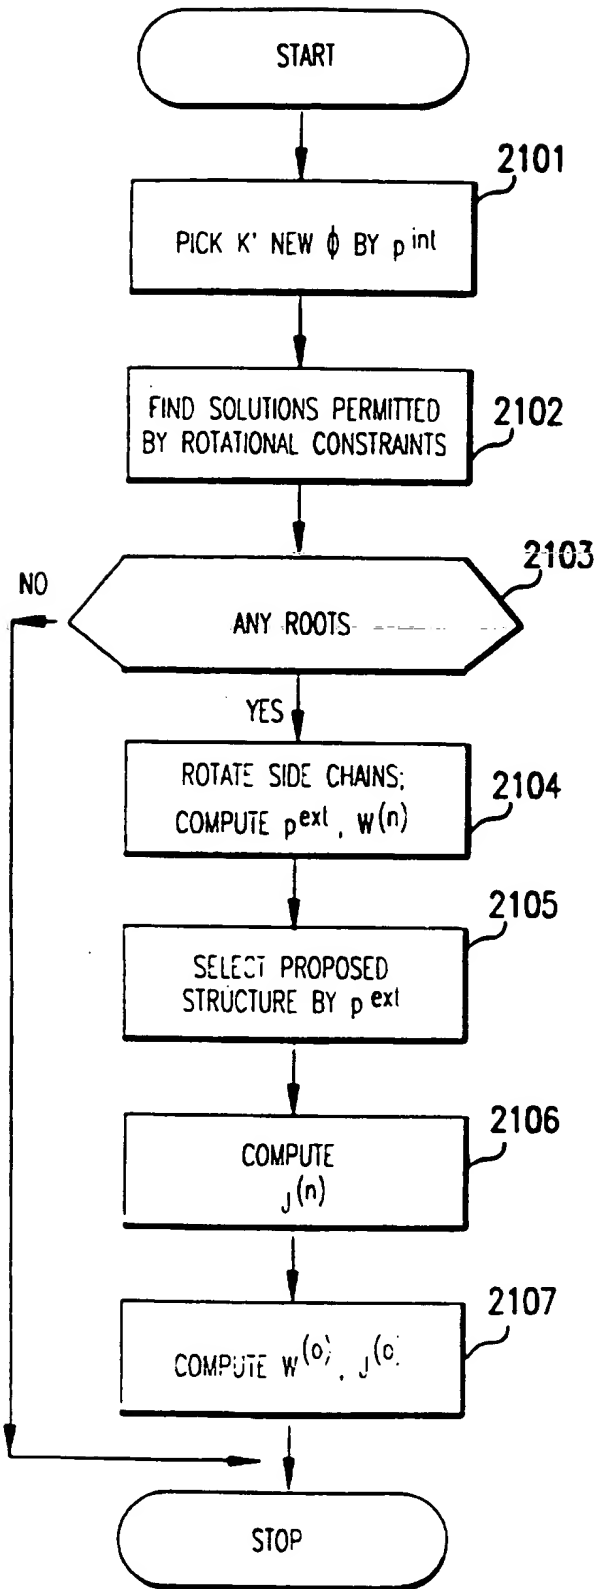 START
2101
PICK K' NEW ϕ BY p^int
FIND SOLUTIONS PERMITTED
BY ROTATIONAL CONSTRAINTS
2102
2103
NO
ANY ROOTS
YES
ROTATE SIDE CHAINS;
COMPUTE p^ext, W^(n)
2104
2105
SELECT PROPOSED
STRUCTURE BY p^ext
2106
COMPUTE
J^(n)
2107
COMPUTE W^(o), J^(o)
STOP